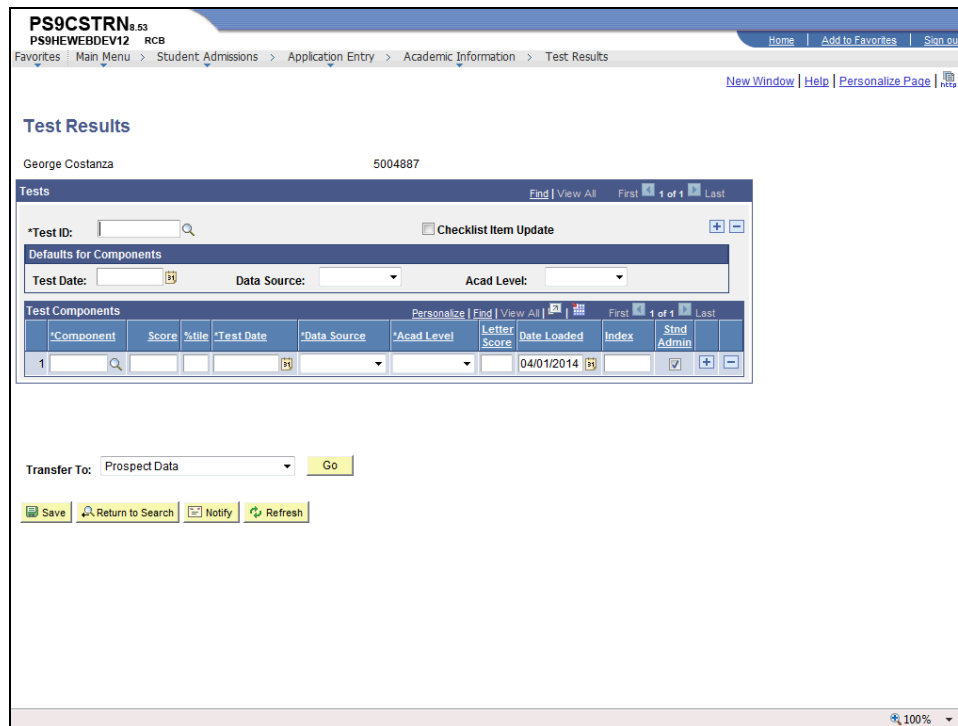 PS9CSTRN8.53
PS9HEWEBDEV12 RCB
Home | Add to Favorites | Sign ou
Favorites Main Menu > Student Admissions > Application Entry > Academic Information > Test Results
New Window | Help | Personalize Page | http
Test Results
George Costanza 5004887
Tests Find | View All First 1 of 1 Last
*Test ID: Checklist Item Update
Defaults for Components
Test Date: 31 Data Source: Acad Level:
Test Components Personalize | Find | View All | First 1 of 1 Last
*Component Score %tile *Test Date *Data Source *Acad Level Letter Score Date Loaded Index Stnd Admin
1 31 04/01/2014 31
Transfer To: Prospect Data Go
Save Return to Search Notify Refresh
100%